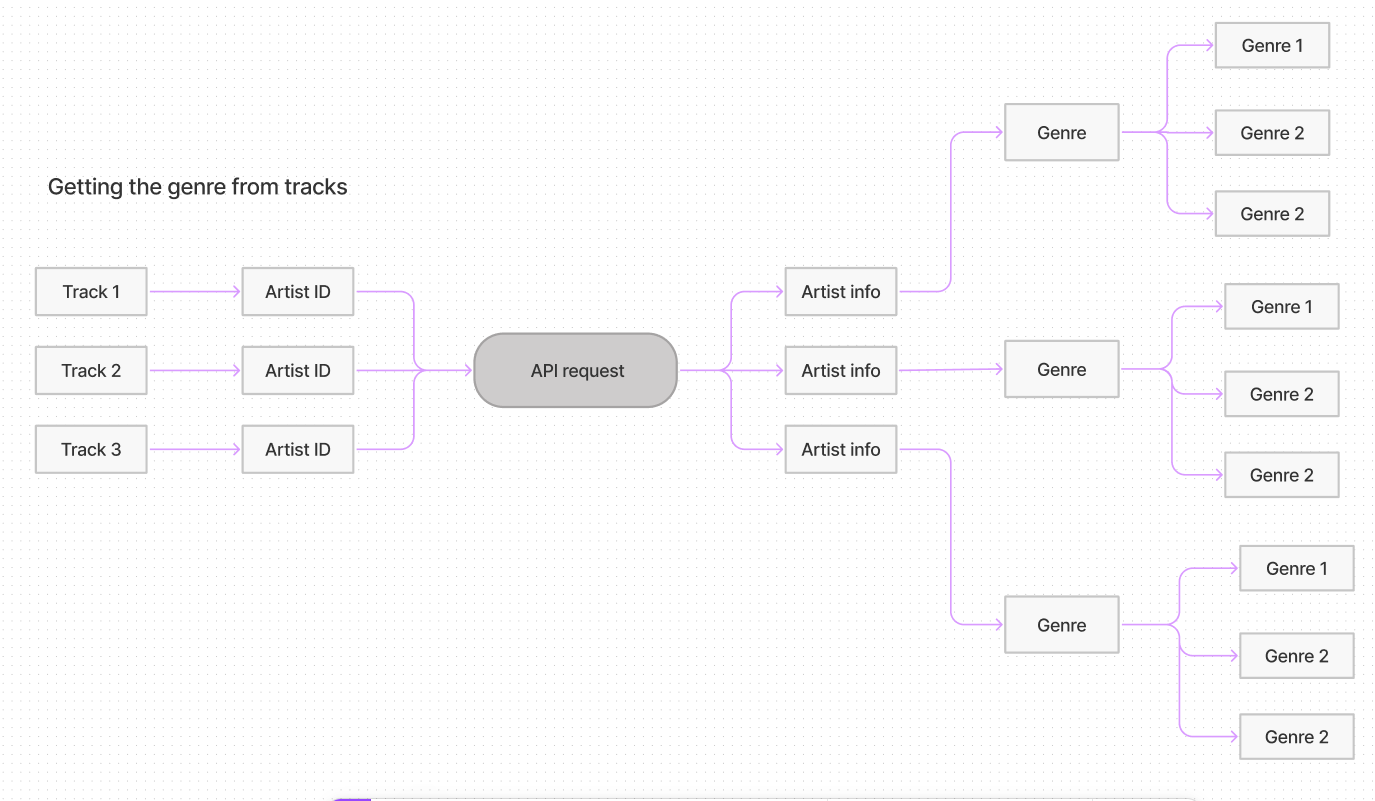 Getting the genre from tracks
Track 1
Artist ID
Track 2
Artist ID
Track 3
Artist ID
API request
Artist info
Artist info
Artist info
Genre
Genre 1
Genre 2
Genre 2
Genre
Genre 1
Genre 2
Genre 2
Genre
Genre 1
Genre 2
Genre 2